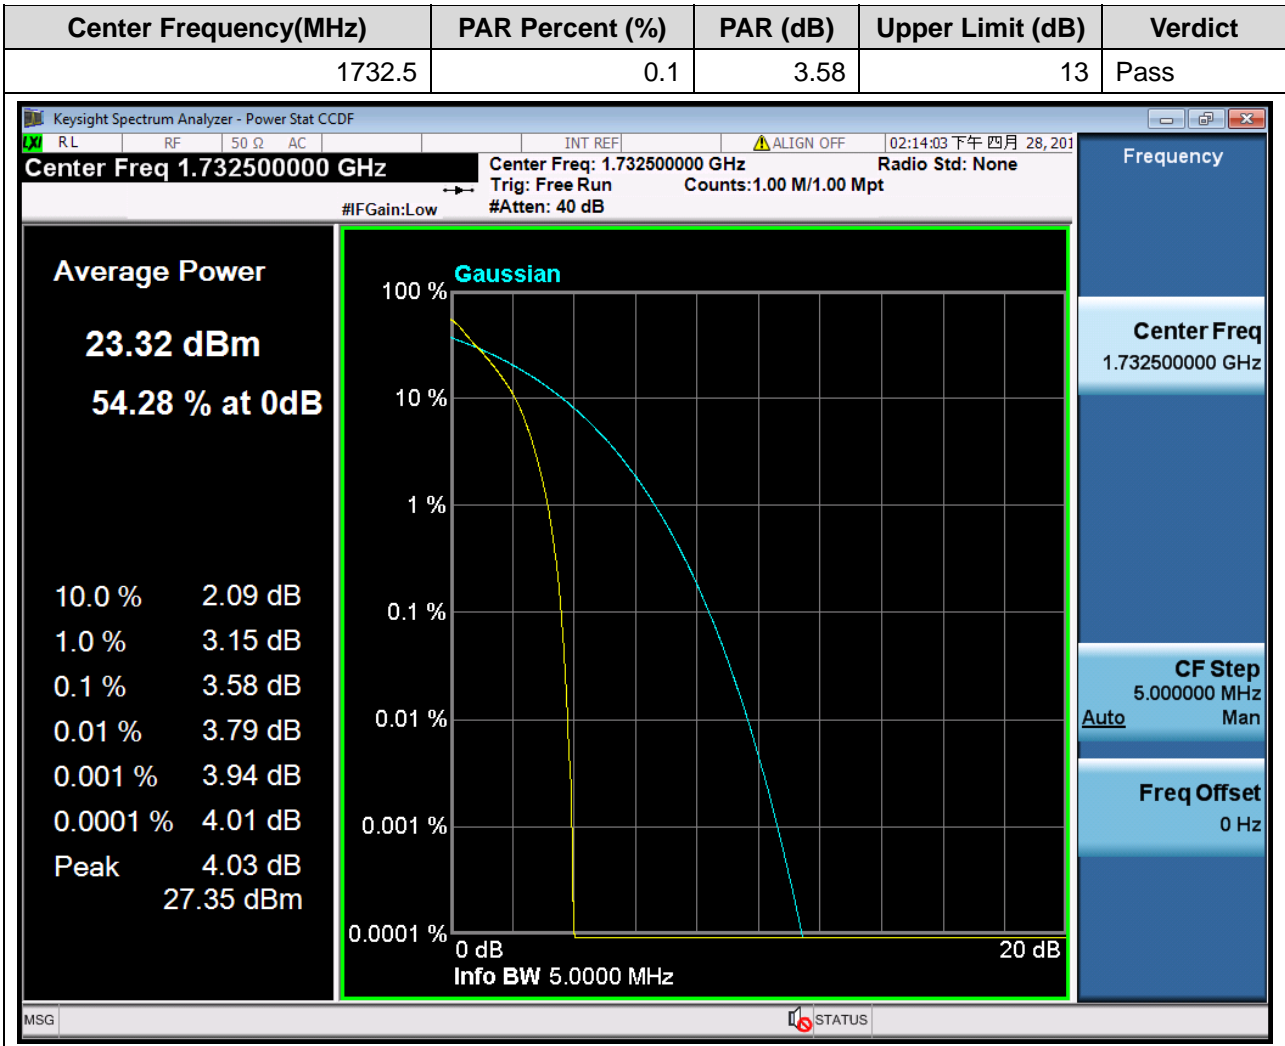 Center Frequency(MHz) PAR Percent (%) PAR (dB) Upper Limit (dB) Verdict
1732.5 0.1 3.58 13 Pass
Keysight Spectrum Analyzer - Power Stat CCDF
LXI RL RF 50 Ω AC INT REF ALIGN OFF 02:14:03 下午 四月 28, 201
Center Freq 1.732500000 GHz
Center Freq: 1.732500000 GHz Radio Std: None
Trig: Free Run Counts:1.00 M/1.00 Mpt
#IFGain:Low #Atten: 40 dB
Frequency
Average Power
23.32 dBm
54.28 % at 0dB
10.0 % 2.09 dB
1.0 % 3.15 dB
0.1 % 3.58 dB
0.01 % 3.79 dB
0.001 % 3.94 dB
0.0001 % 4.01 dB
Peak 4.03 dB
27.35 dBm
Gaussian
100 %
10 %
1 %
0.1 %
0.01 %
0.001 %
0.0001 %
0 dB 20 dB
Info BW 5.0000 MHz
Center Freq
1.732500000 GHz
CF Step
5.000000 MHz
Auto Man
Freq Offset
0 Hz
MSG STATUS